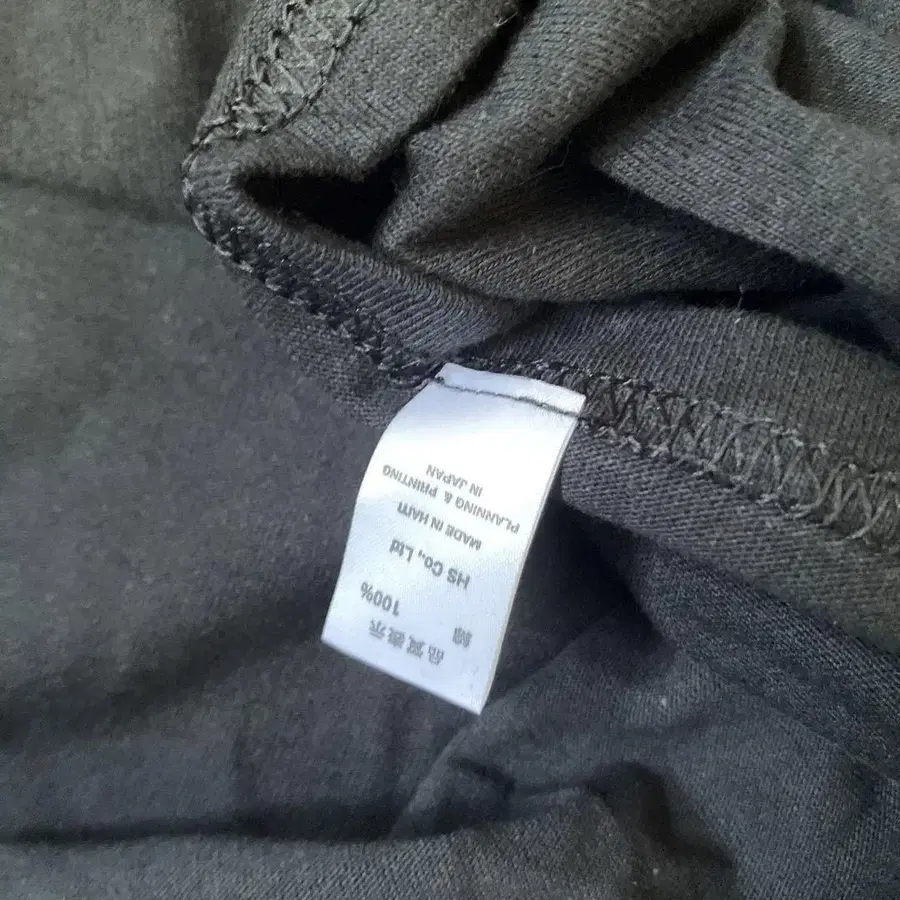 品質表示
綿 100%
HS Co., Ltd
MADE IN HAITI
PLANNING & PRINTING
IN JAPAN